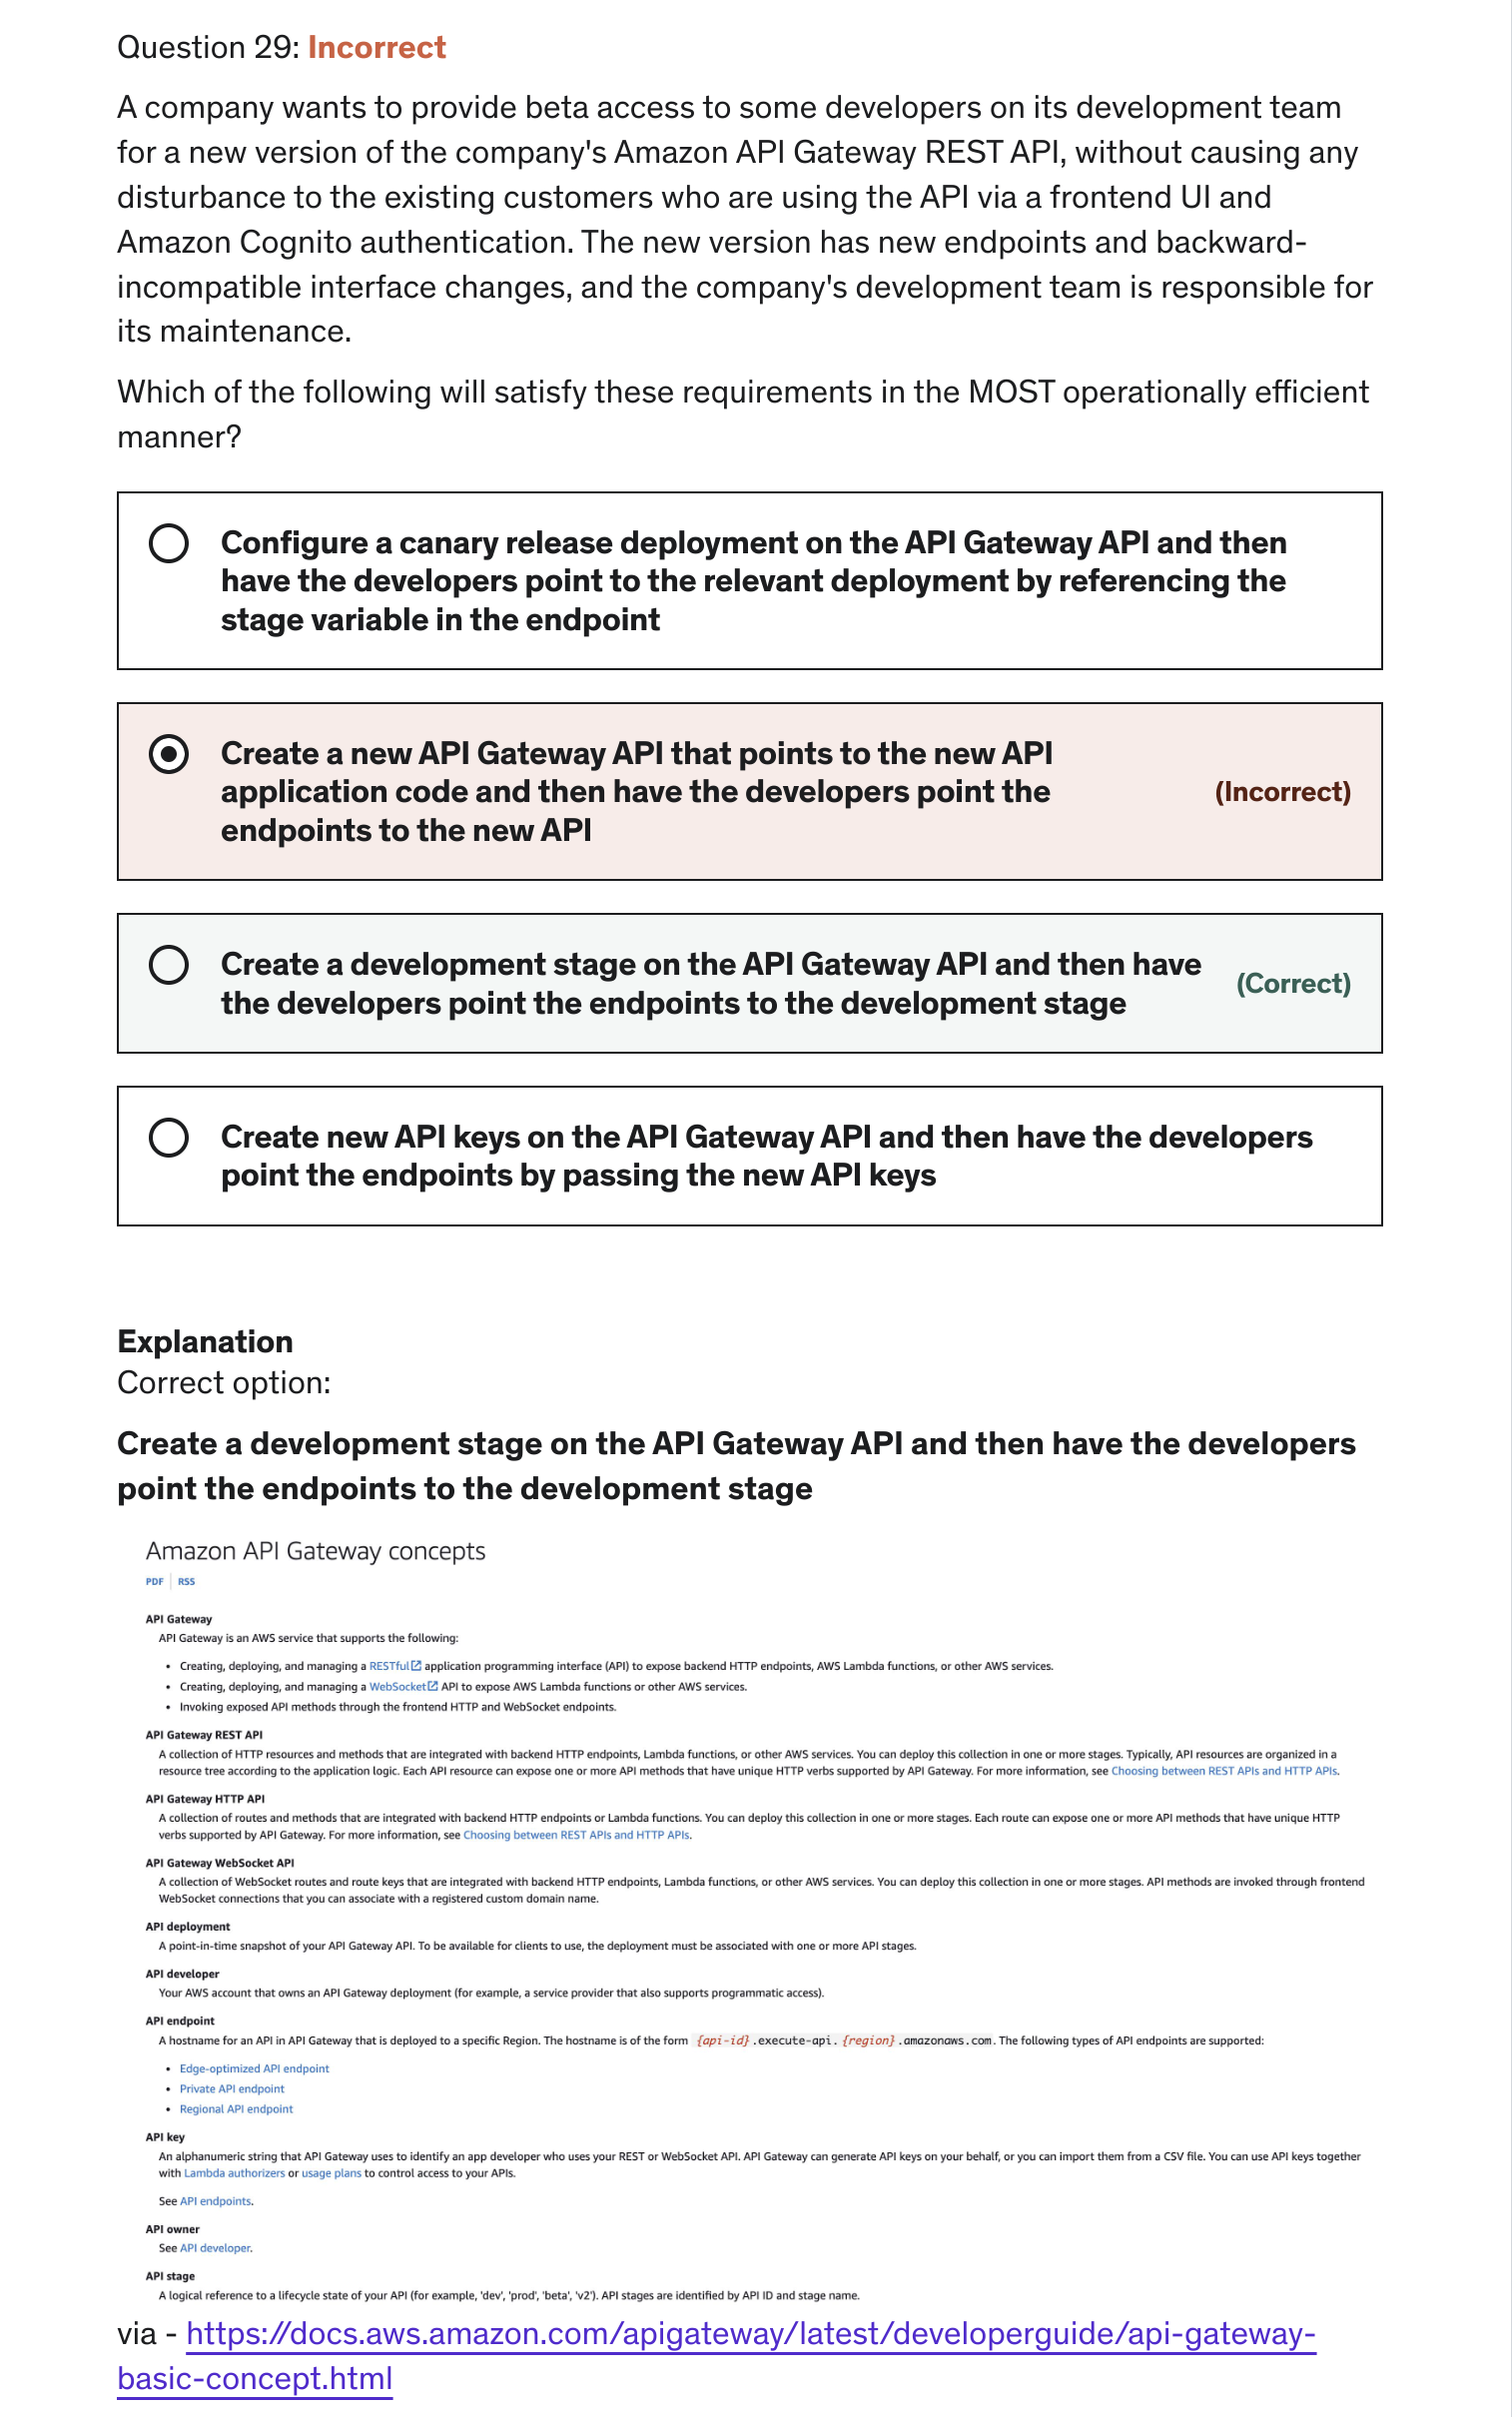 Question 29: Incorrect
A company wants to provide beta access to some developers on its development team
for a new version of the company's Amazon API Gateway REST API, without causing any
disturbance to the existing customers who are using the API via a frontend UI and
Amazon Cognito authentication. The new version has new endpoints and backward-
incompatible interface changes, and the company's development team is responsible for
its maintenance.
Which of the following will satisfy these requirements in the MOST operationally efficient
manner?
Configure a canary release deployment on the API Gateway API and then
have the developers point to the relevant deployment by referencing the
stage variable in the endpoint
Create a new API Gateway API that points to the new API
application code and then have the developers point the
endpoints to the new API
(Incorrect)
Create a development stage on the API Gateway API and then have
the developers point the endpoints to the development stage
(Correct)
Create new API keys on the API Gateway API and then have the developers
point the endpoints by passing the new API keys
Explanation
Correct option:
Create a development stage on the API Gateway API and then have the developers
point the endpoints to the development stage
Amazon API Gateway concepts
PDF | RSS
API Gateway
API Gateway is an AWS service that supports the following:
• Creating, deploying, and managing a RESTful application programming interface (API) to expose backend HTTP endpoints, AWS Lambda functions, or other AWS services.
• Creating, deploying, and managing a WebSocket API to expose AWS Lambda functions or other AWS services.
• Invoking exposed API methods through the frontend HTTP and WebSocket endpoints.
API Gateway REST API
A collection of HTTP resources and methods that are integrated with backend HTTP endpoints, Lambda functions, or other AWS services. You can deploy this collection in one or more stages. Typically, API resources are organized in a
resource tree according to the application logic. Each API resource can expose one or more API methods that have unique HTTP verbs supported by API Gateway. For more information, see Choosing between REST APIs and HTTP APIs.
API Gateway HTTP API
A collection of routes and methods that are integrated with backend HTTP endpoints or Lambda functions. You can deploy this collection in one or more stages. Each route can expose one or more API methods that have unique HTTP
verbs supported by API Gateway. For more information, see Choosing between REST APIs and HTTP APIs.
API Gateway WebSocket API
A collection of WebSocket routes and route keys that are integrated with backend HTTP endpoints, Lambda functions, or other AWS services. You can deploy this collection in one or more stages. API methods are invoked through frontend
WebSocket connections that you can associate with a registered custom domain name.
API deployment
A point-in-time snapshot of your API Gateway API. To be available for clients to use, the deployment must be associated with one or more API stages.
API developer
Your AWS account that owns an API Gateway deployment (for example, a service provider that also supports programmatic access).
API endpoint
A hostname for an API in API Gateway that is deployed to a specific Region. The hostname is of the form {api-id}.execute-api.{region}.amazonaws.com. The following types of API endpoints are supported:
• Edge-optimized API endpoint
• Private API endpoint
• Regional API endpoint
API key
An alphanumeric string that API Gateway uses to identify an app developer who uses your REST or WebSocket API. API Gateway can generate API keys on your behalf, or you can import them from a CSV file. You can use API keys together
with Lambda authorizers or usage plans to control access to your APIs.
See API endpoints.
API owner
See API developer.
API stage
A logical reference to a lifecycle state of your API (for example, 'dev', 'prod', 'beta', 'v2'). API stages are identified by API ID and stage name.
via - https://docs.aws.amazon.com/apigateway/latest/developerguide/api-gateway-
basic-concept.html